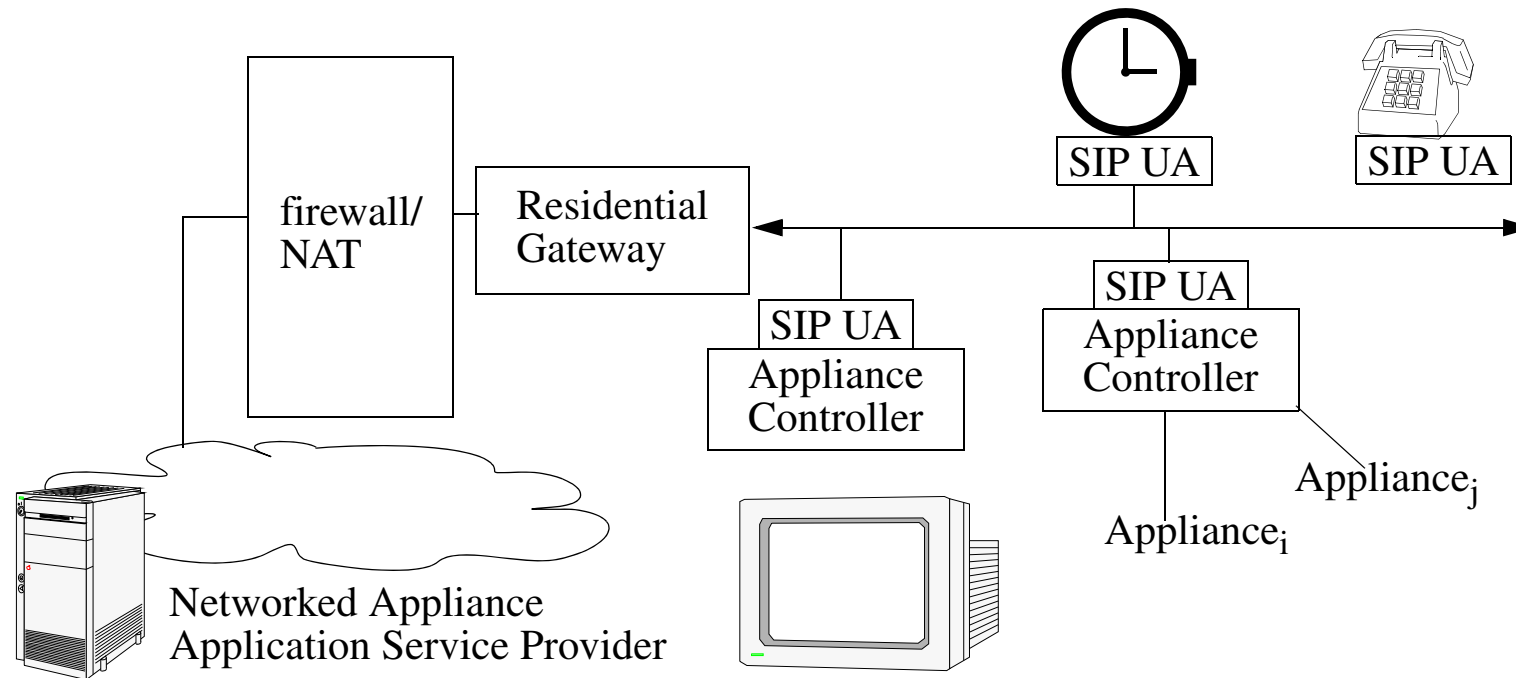 SIP UA
SIP UA
firewall/
NAT
Residential
Gateway
SIP UA
Appliance
Controller
SIP UA
Appliance
Controller
Appliancej
Appliancei
Networked Appliance
Application Service Provider